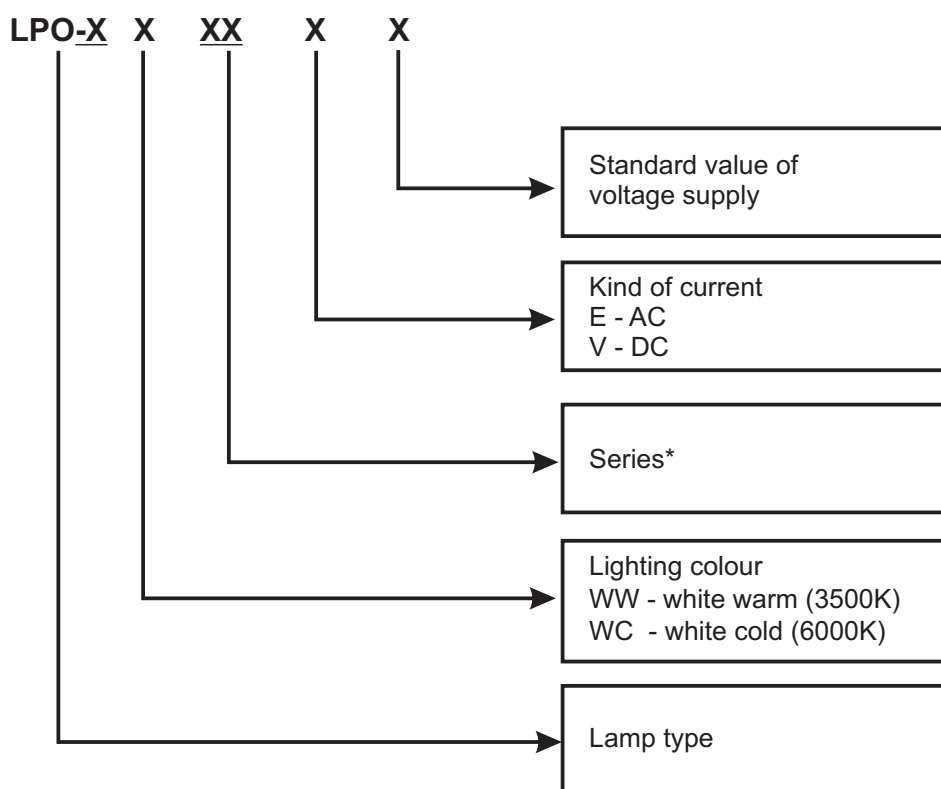 LPO-X X XX X X
Standard value of
voltage supply
Kind of current
E - AC
V - DC
Series*
Lighting colour
WW - white warm (3500K)
WC - white cold (6000K)
Lamp type